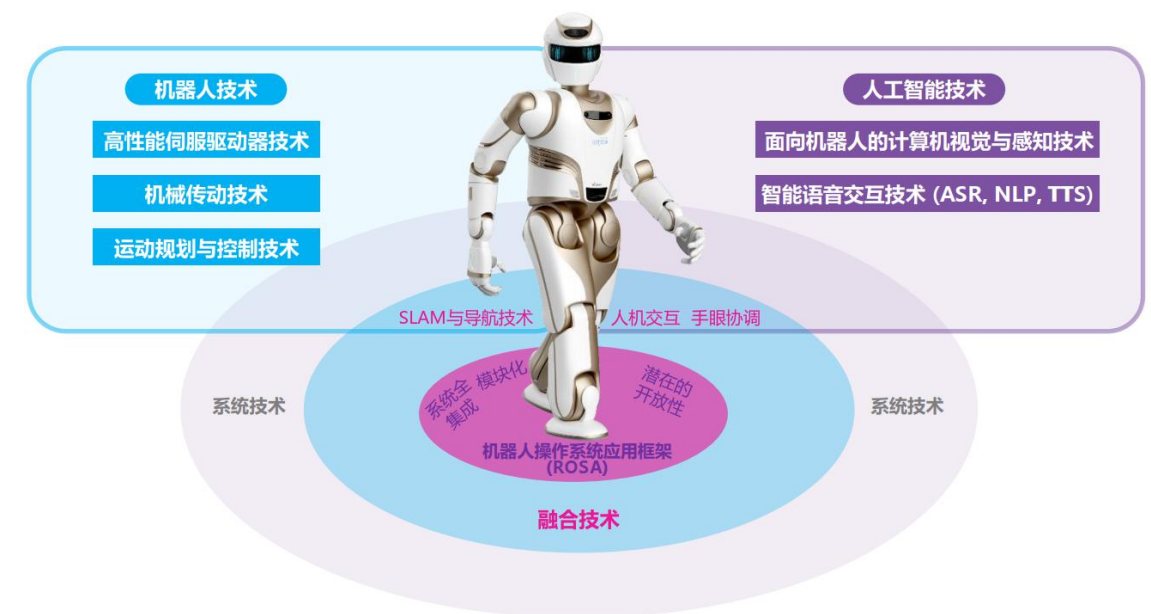 机器人技术
高性能伺服驱动器技术
机械传动技术
运动规划与控制技术
人工智能技术
面向机器人的计算机视觉与感知技术
智能语音交互技术 (ASR, NLP, TTS)
SLAM与导航技术
人机交互 手眼协调
系统技术
系统技术
系统全
集成
模块化
潜在的
开放性
机器人操作系统应用框架
(ROSA)
融合技术